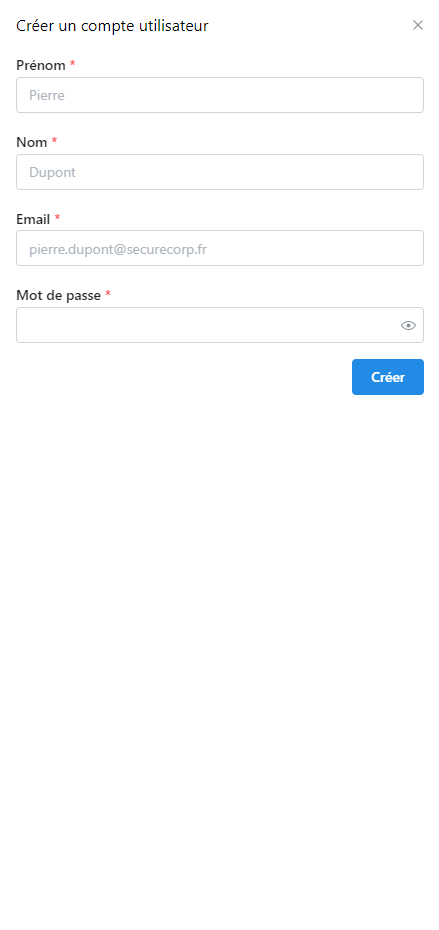 Créer un compte utilisateur
Prénom *
Pierre
Nom *
Dupont
Email *
pierre.dupont@securecorp.fr
Mot de passe *
Créer